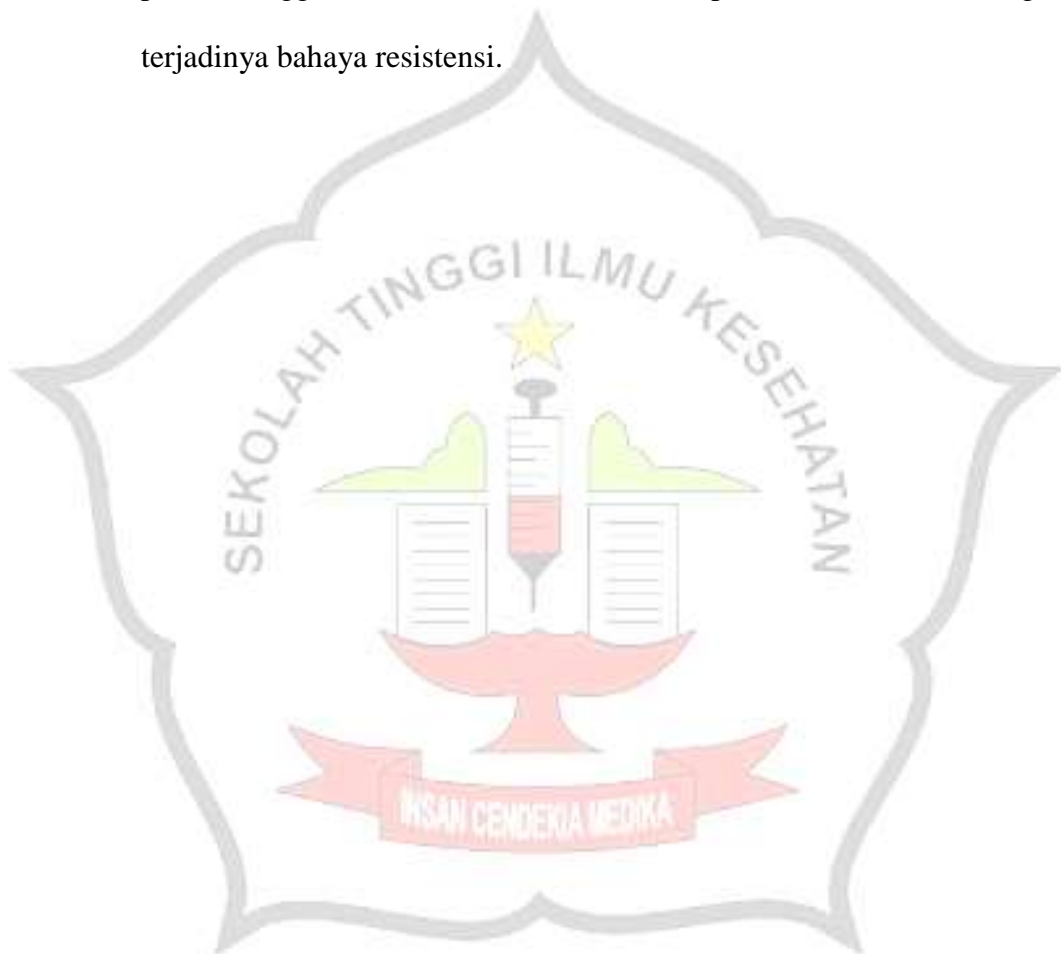 terjadinya bahaya resistensi.
SEKOLAH TINGGI ILMU KESEHATAN
INSAN CENDEKIA MEDIKA